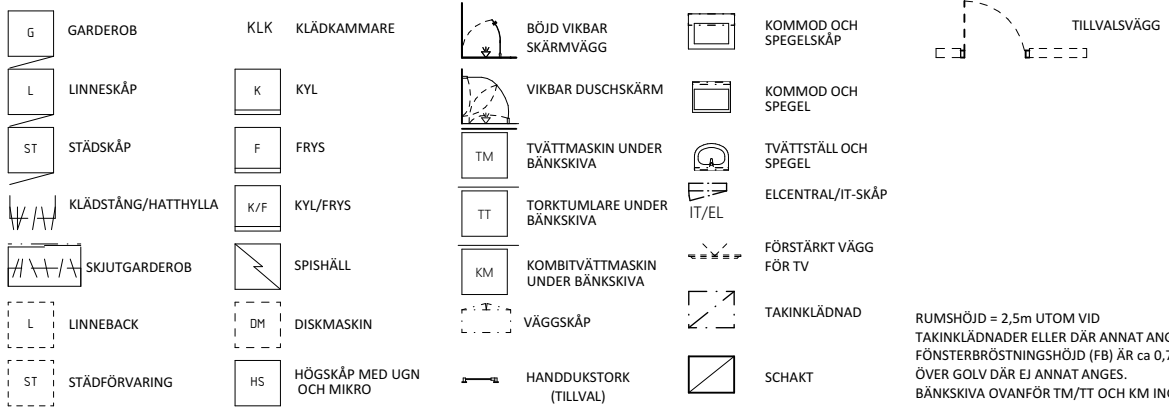 G
GARDEROB
L
LINNESKÅP
ST
STÄDSKÅP
KLÄDSTÅNG/HATTHYLLA
SKJUTGARDEROB
L
LINNEBACK
ST
STÄDFÖRVARING
KLK
KLÄDKAMMARE
K
KYL
F
FRYS
K/F
KYL/FRYS
SPISHÄLL
DM
DISKMASKIN
HS
HÖGSKÅP MED UGN
OCH MIKRO
BÖJD VIKBAR
SKÄRMVÄGG
VIKBAR DUSCHSKÄRM
TM
TVÄTTMASKIN UNDER
BÄNKSKIVA
TT
TORKTUMLARE UNDER
BÄNKSKIVA
KM
KOMBITVÄTTMASKIN
UNDER BÄNKSKIVA
VÄGGSKÅP
HANDDUKSTORK
(TILLVAL)
KOMMOD OCH
SPEGELSKÅP
KOMMOD OCH
SPEGEL
TVÄTTSTÄLL OCH
SPEGEL
IT/EL
ELCENTRAL/IT-SKÅP
FÖRSTÄRKT VÄGG
FÖR TV
TAKINKLÄDNAD
SCHAKT
TILLVALSVÄGG
RUMSHÖJD = 2,5m UTOM VID
TAKINKLÄDNADER ELLER DÄR ANNAT
FÖNSTERBRÖSTNINGSHÖJD (FB) ÄR ca
ÖVER GOLV DÄR EJ ANNAT ANGES.
BÄNKSKIVA OVANFÖR TM/TT OCH KM